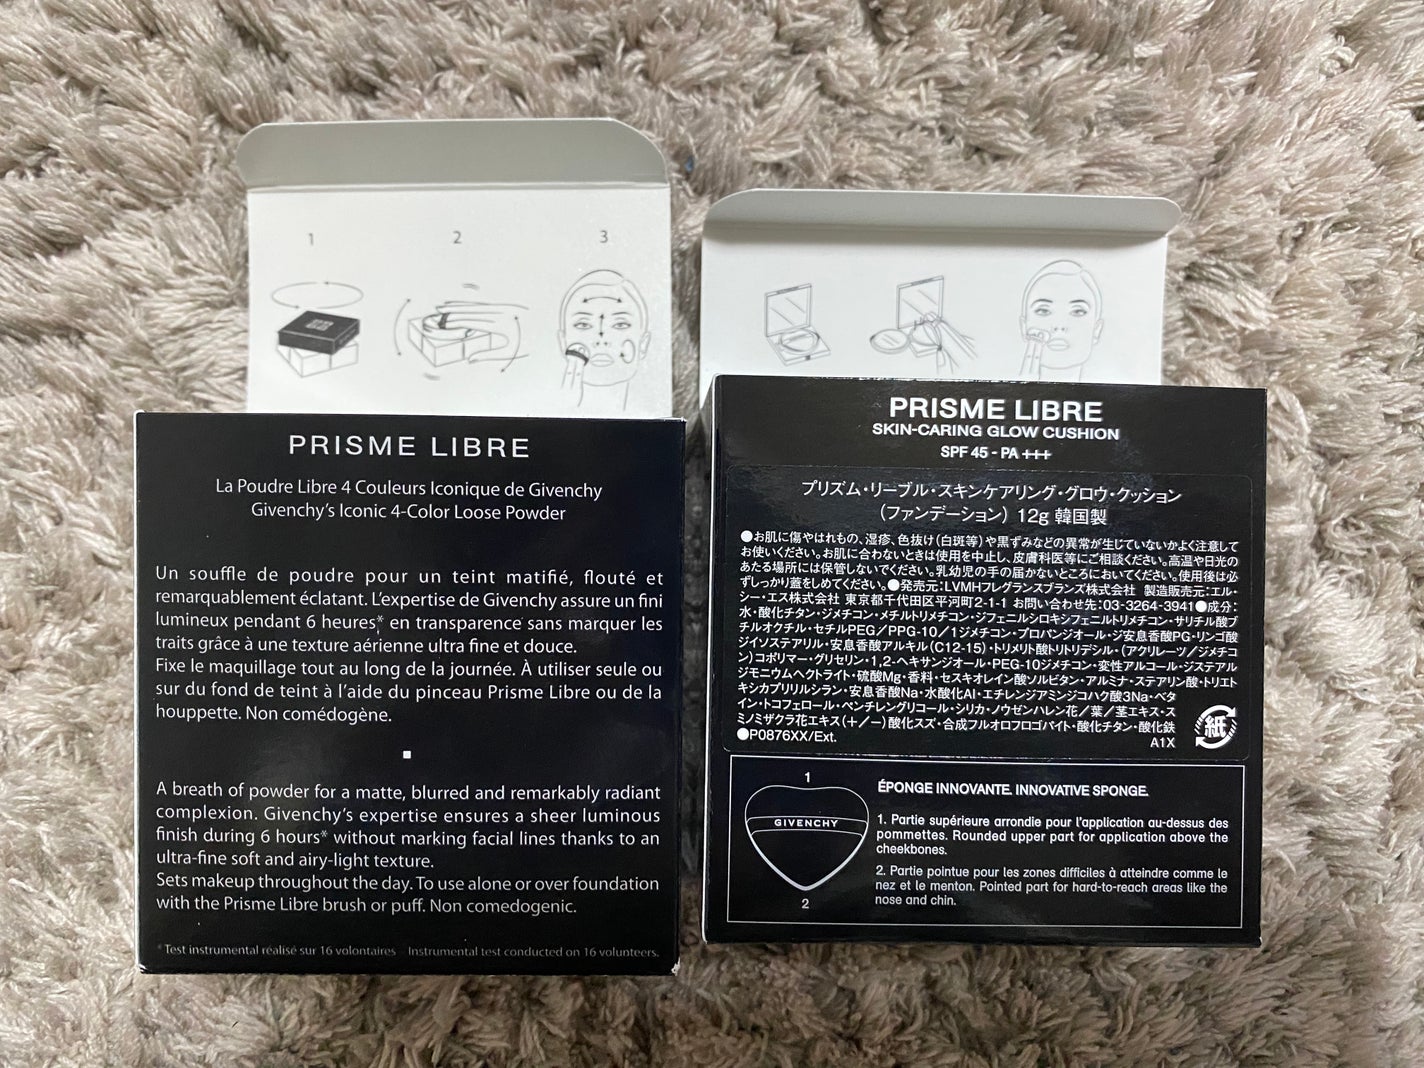 1 2 3
PRISME LIBRE
La Poudre Libre 4 Couleurs Iconique de Givenchy
Givenchy's Iconic 4-Color Loose Powder
Un souffle de poudre pour un teint matifié, flouté et
remarquablement éclatant. L'expertise de Givenchy assure un fini
lumineux pendant 6 heures* en transparence sans marquer les
traits grâce à une texture aérienne ultra fine et douce.
Fixe le maquillage tout au long de la journée. À utiliser seule ou
sur du fond de teint à l'aide du pinceau Prisme Libre ou de la
houppette. Non comédogène.
A breath of powder for a matte, blurred and remarkably radiant
complexion. Givenchy's expertise ensures a sheer luminous
finish during 6 hours* without marking facial lines thanks to an
ultra-fine soft and airy-light texture.
Sets makeup throughout the day. To use alone or over foundation
with the Prisme Libre brush or puff. Non comedogenic.
*Test instrumental réalisé sur 16 volontaires - Instrumental test conducted on 16 volunteers.
PRISME LIBRE
SKIN-CARING GLOW CUSHION
SPF 45 - PA +++
プリズム・リーブル・スキンケアリング・グロウ・クッション
(ファンデーション) 12g 韓国製
●お肌に傷やはれもの、湿疹、色抜け(白斑等)や黒ずみなどの異常が生じていないかよく注意して
お使いください。お肌に合わないときは使用を中止し、皮膚科医等にご相談ください。高温や日光の
あたる場所には保管しないでください。乳幼児の手の届かないところにおいてください。使用後は必
ずしっかり蓋をしめてください。●発売元:LVMHフレグランスブランズ株式会社 製造販売元:エル・
シー・エス株式会社 東京都千代田区平河町2-1-1 お問い合わせ先:03-3264-3941●成分:
水・酸化チタン・ジメチコン・メチルトリメチコン・ジフェニルシロキシフェニルトリメチコン・サリチル酸ブ
チルオクチル・セチルPEG/PPG-10/1ジメチコン・プロパンジオール・ジ安息香酸PG・リンゴ酸
ジイソステアリル・安息香酸アルキル(C12-15)・トリメリト酸トリトリデシル・(アクリレーツ/ジメチコ
ン)コポリマー・グリセリン・1,2-ヘキサンジオール・PEG-10ジメチコン・変性アルコール・ジステアル
ジモニウムヘクトライト・硫酸Mg・香料・セスキオレイン酸ソルビタン・アルミナ・ステアリン酸・トリエト
キシカプリリルシラン・安息香酸Na・水酸化Al・エチレンジアミンジコハク酸3Na・ベタ
イン・トコフェロール・ペンチレングリコール・シリカ・ノウゼンハレン花/葉/茎エキス・ス
ミノミザクラ花エキス(+/-)酸化スズ・合成フルオロフロゴパイト・酸化チタン・酸化鉄
●P0876XX/Ext. A1X
紙
1
GIVENCHY
2
ÉPONGE INNOVANTE. INNOVATIVE SPONGE.
1. Partie supérieure arrondie pour l'application au-dessus des
pommettes. Rounded upper part for application above the
cheekbones.
2. Partie pointue pour les zones difficiles à atteindre comme le
nez et le menton. Pointed part for hard-to-reach areas like the
nose and chin.